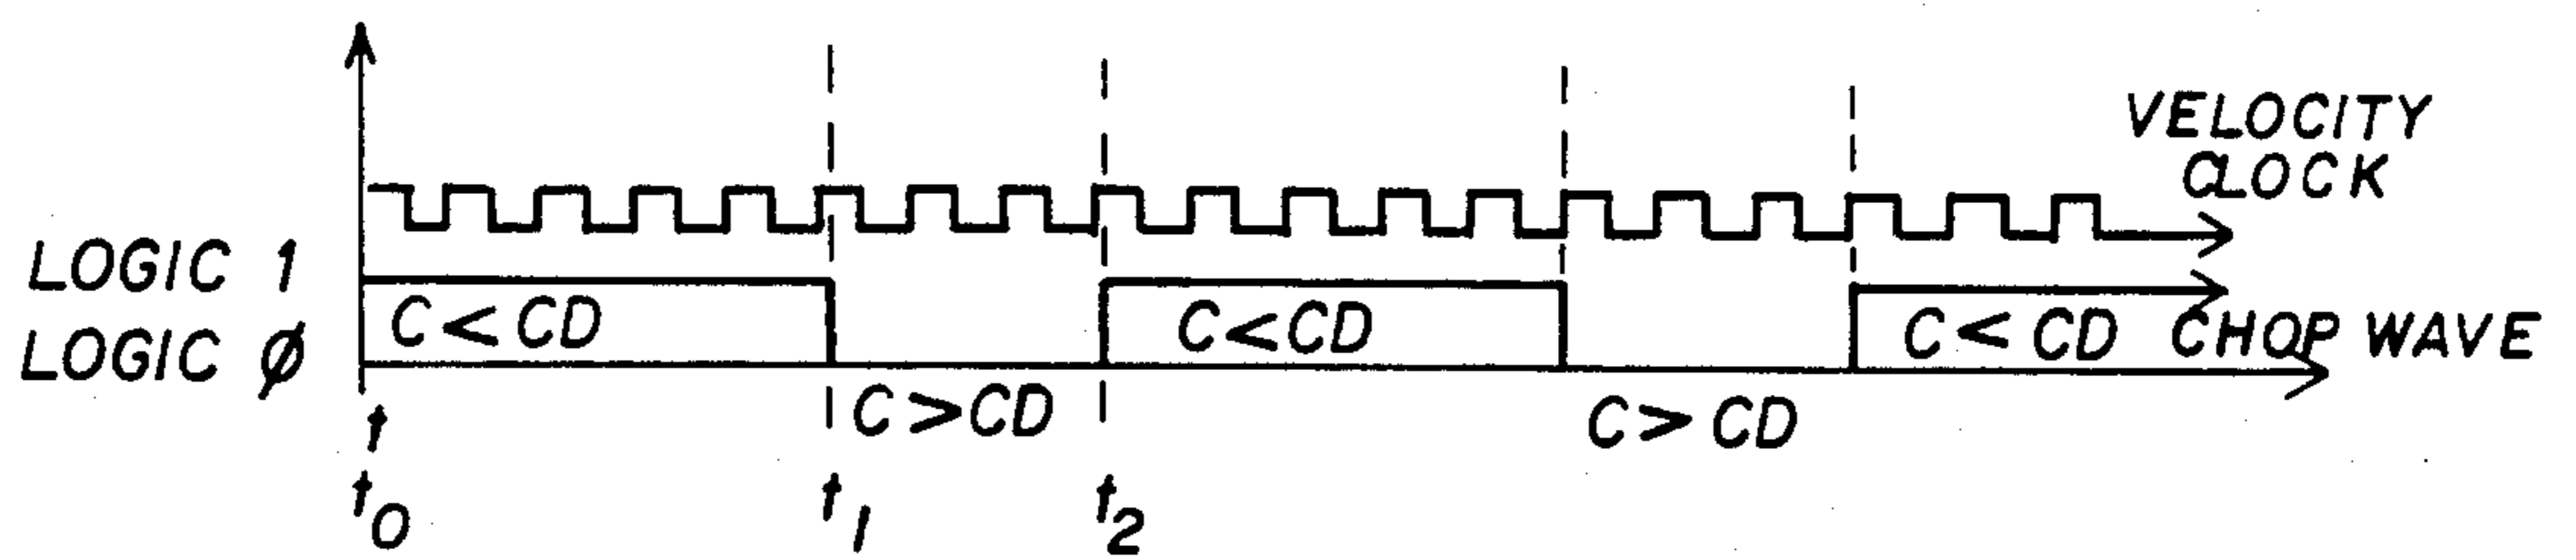 VELOCITY
CLOCK
LOGIC 1
C < CD
C < CD
C < CD
CHOP WAVE
LOGIC Ø
C > CD
C > CD
t
t0
t1
t2